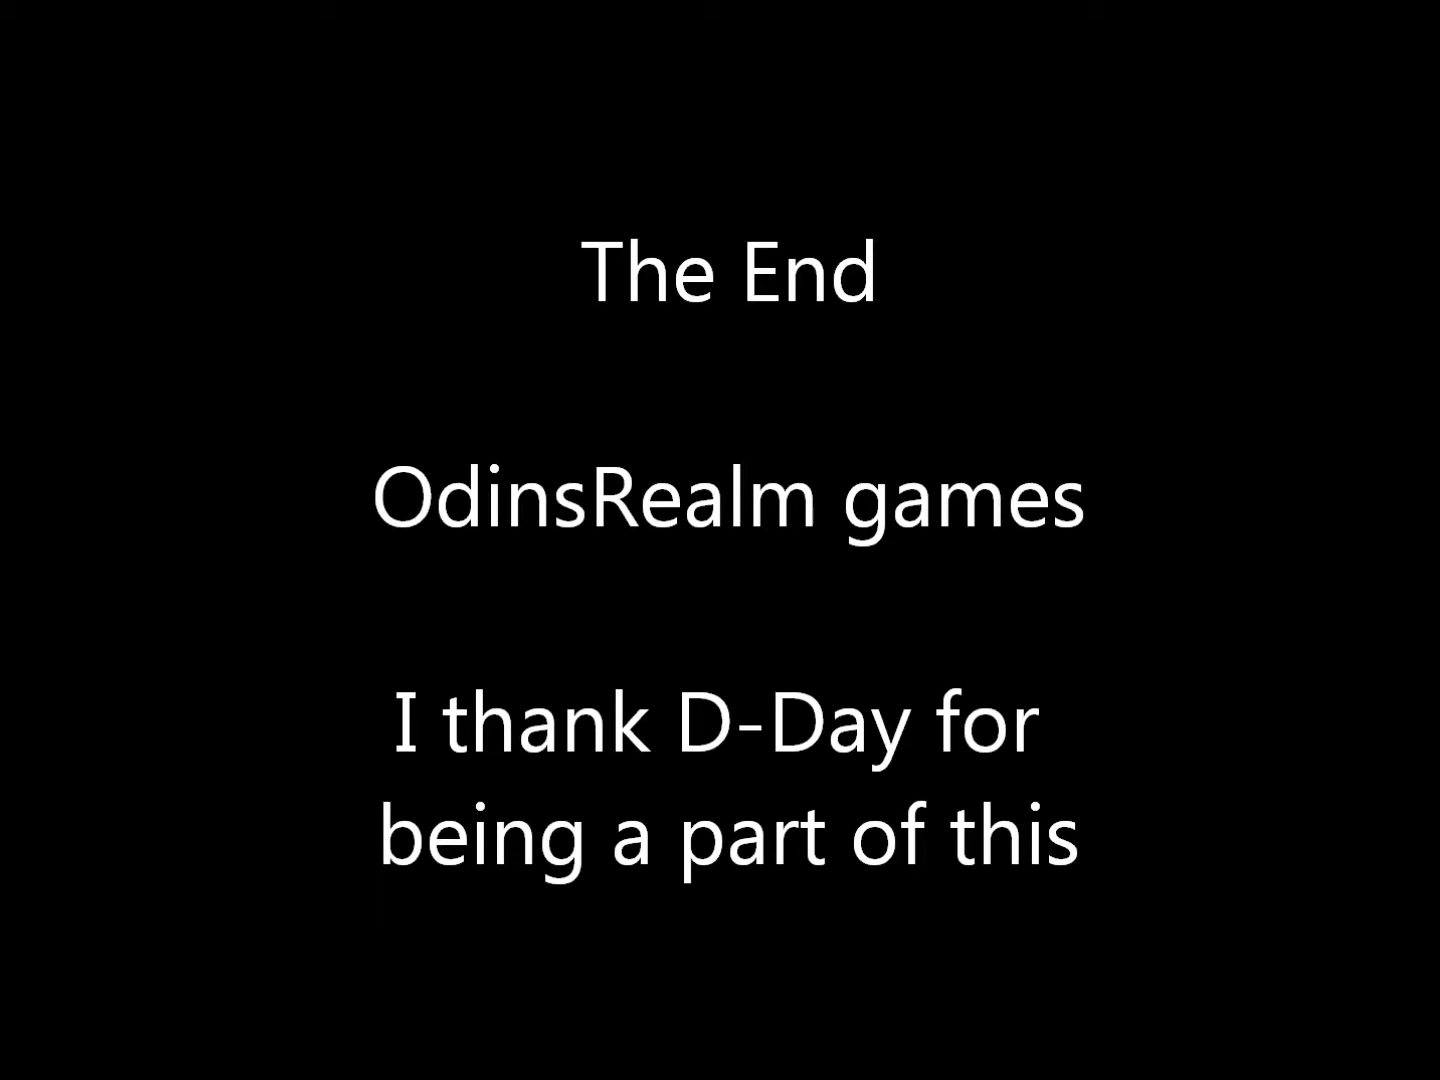 The End
OdinsRealm games
I thank D-Day for
being a part of this